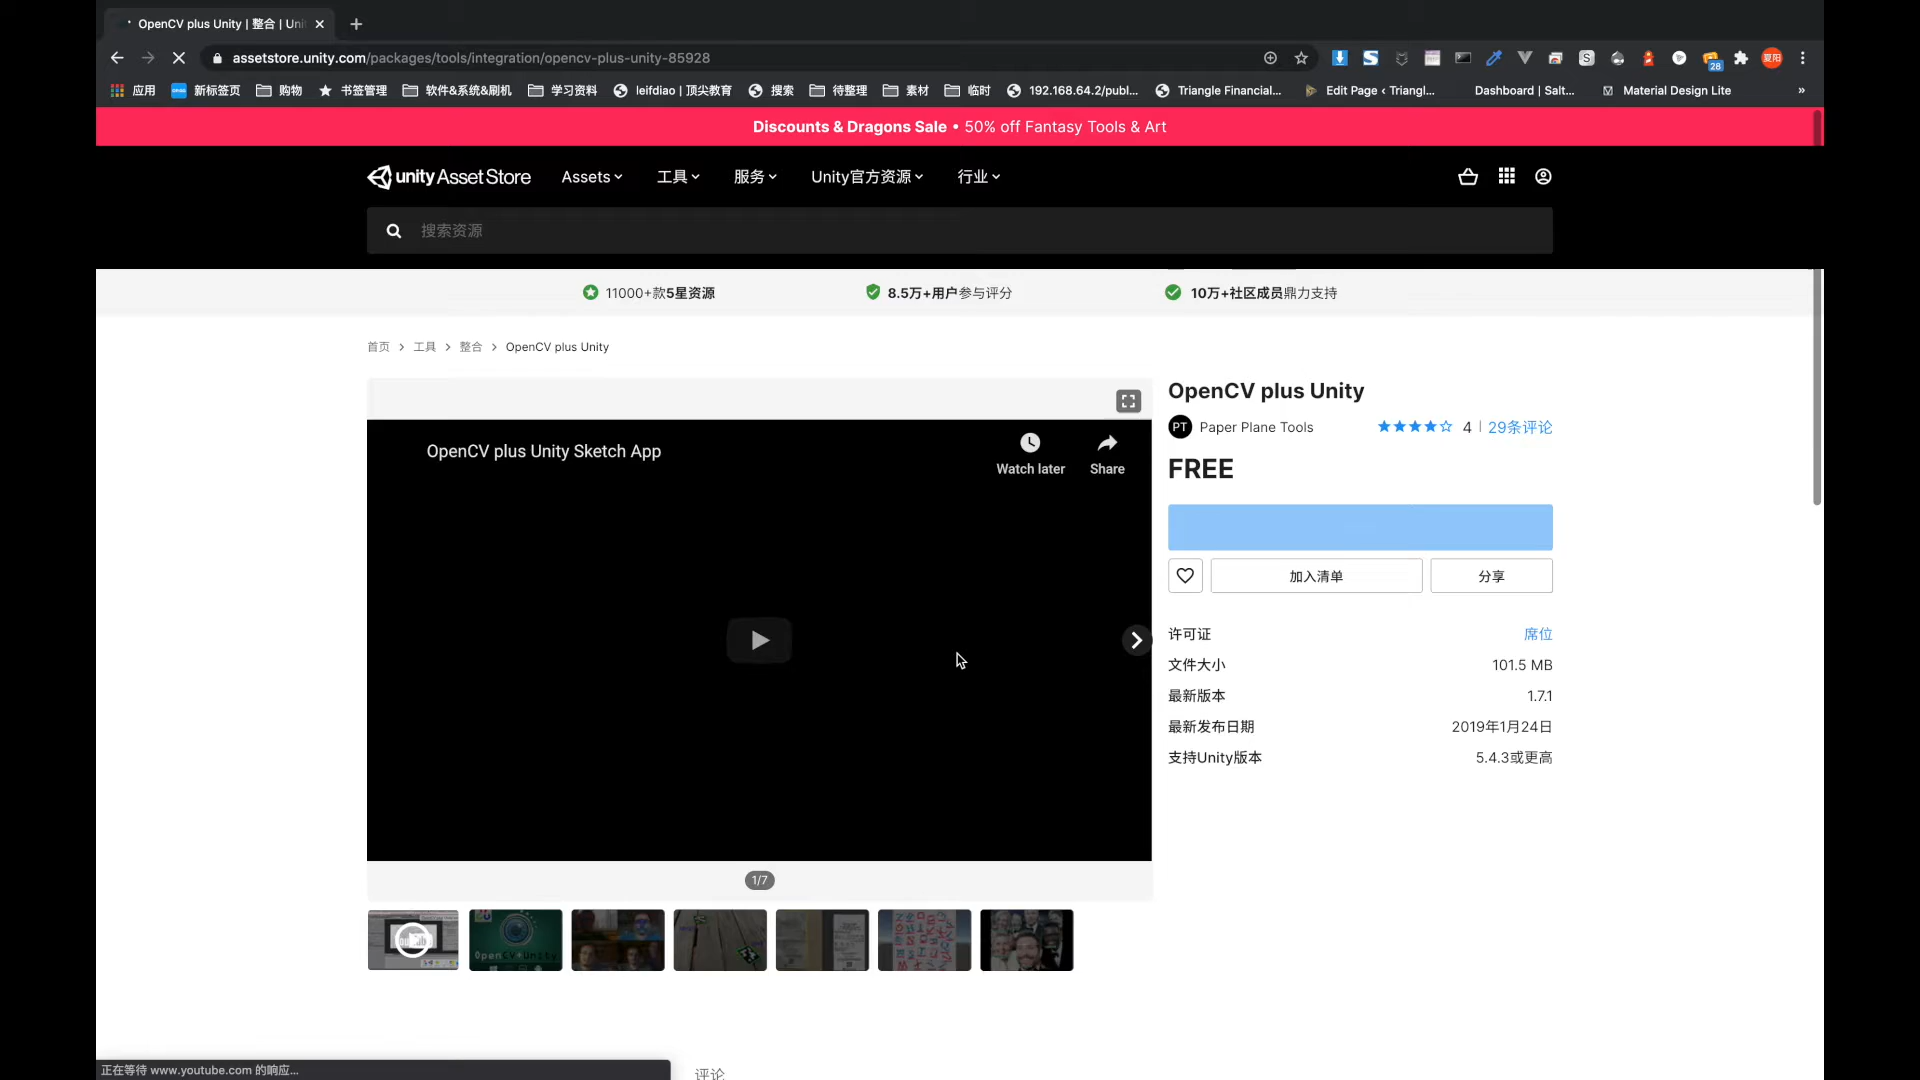 OpenCV plus Unity | 整合 | Uni
assetstore.unity.com/packages/tools/integration/opencv-plus-unity-85928
28
夏阳
应用 新标签页 购物 书签管理 软件&系统&刷机 学习资料 leifdiao | 顶尖教育 搜索 待整理 素材 临时 192.168.64.2/publ... Triangle Financial... Edit Page ‹ Triangl... Dashboard | Salt... Material Design Lite »
Discounts & Dragons Sale • 50% off Fantasy Tools & Art
unity Asset Store Assets 工具 服务 Unity官方资源 行业
搜索资源
11000+款5星资源 8.5万+用户参与评分 10万+社区成员鼎力支持
首页 > 工具 > 整合 > OpenCV plus Unity
OpenCV plus Unity
PT Paper Plane Tools 4 | 29条评论
FREE
OpenCV plus Unity Sketch App
Watch later Share
加入清单 分享
许可证 席位
文件大小 101.5 MB
最新版本 1.7.1
最新发布日期 2019年1月24日
支持Unity版本 5.4.3或更高
1/7
OpenCV+Unity
正在等待 www.youtube.com 的响应...
评论